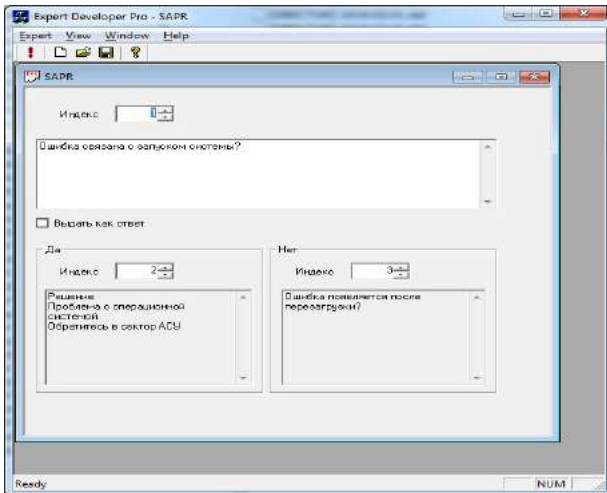 Expert Developer Pro - SAPR
Expert View Window Help
SAPR
Индекс 1
Ошибка связана с запуском системы?
Выдать как ответ
Да
Индекс 2
Решение
Проблема с операционной
системой
Обратитесь в сектор АСУ
Нет
Индекс 3
Ошибка появляется после
перезагрузки?
Ready NUM